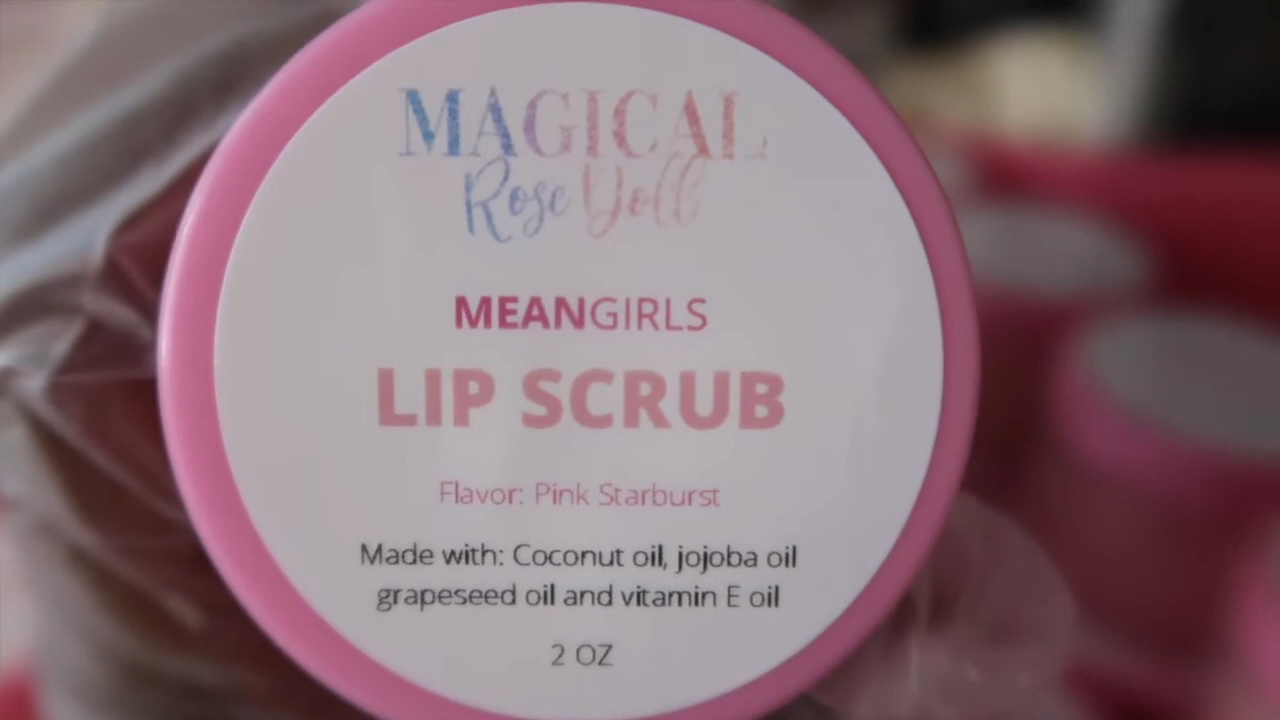 MAGICAL
Rose Doll
MEANGIRLS
LIP SCRUB
Flavor: Pink Starburst
Made with: Coconut oil, jojoba oil
grapeseed oil and vitamin E oil
2 OZ